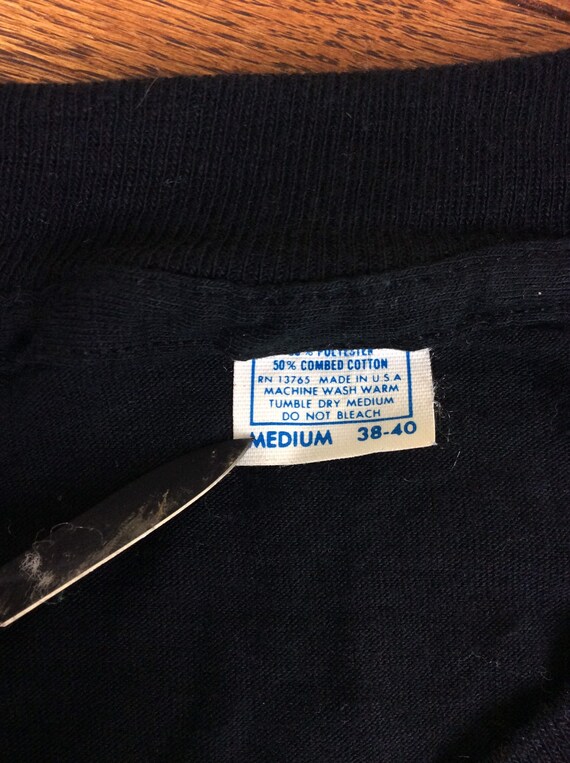 POLYESTER
50% COMBED COTTON
RN 13765 MADE IN U.S.A
MACHINE WASH WARM
TUMBLE DRY MEDIUM
DO NOT BLEACH
MEDIUM 38-40